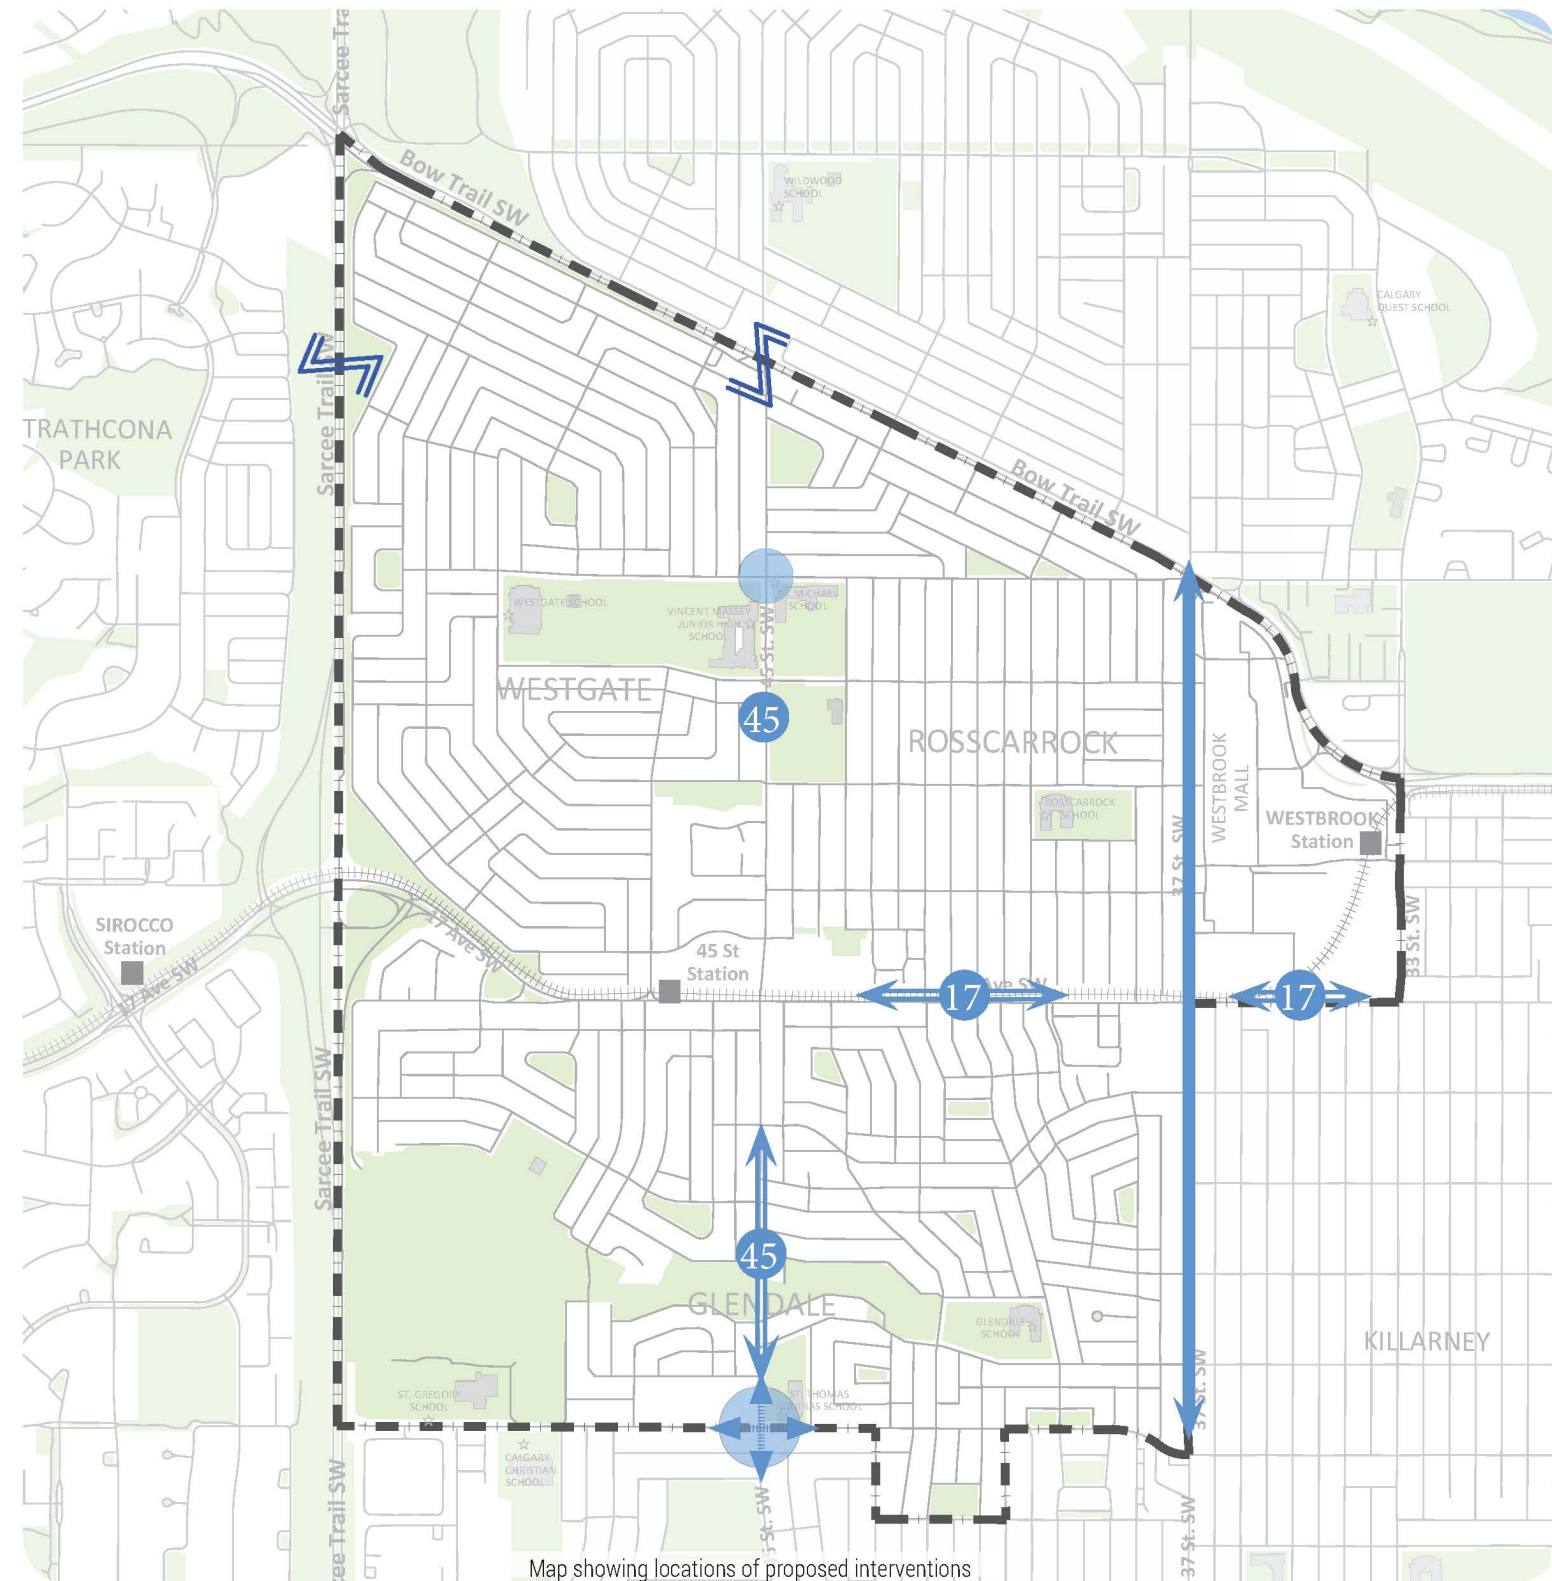 Sarcee Tra
Sarcee Tra
Bow Trail SW
WILDWOOD
SCHOOL
CALGARY
QUEST SCHOOL
TRATHCONA
PARK
Sarcee Trail SW
Bow Trail SW
WESTGATE SCHOOL
VINCENT MASSEY
JUNIOR HIGH
SCHOOL
ST. MICHAEL
SCHOOL
45 St. SW
WESTGATE
45
ROSSCARROCK
WESTBROOK
MALL
ROSSCARROCK
SCHOOL
WESTBROOK
Station
37 St. SW
SIROCCO
Station
17 Ave SW
17 Ave SW
45 St
Station
33 St. SW
17
Ave SW
17
Sarcee Trail SW
45
GLENDALE
GLENDALE
SCHOOL
KILLARNEY
37 St. SW
ST. GREGORY
SCHOOL
ST. THOMAS
AQUINAS SCHOOL
CALGARY
CHRISTIAN
SCHOOL
cee Trail SW
St. SW
37 St. SW
Map showing locations of proposed interventions